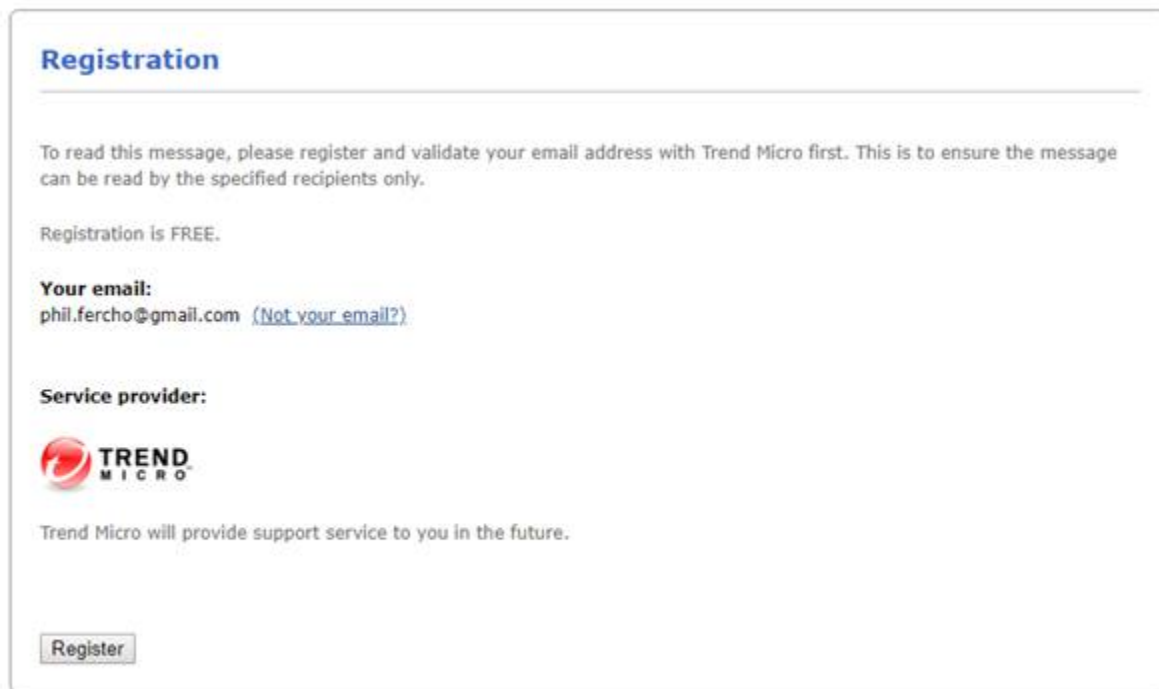 Registration
To read this message, please register and validate your email address with Trend Micro first. This is to ensure the message
can be read by the specified recipients only.
Registration is FREE.
Your email:
phil.fercho@gmail.com (Not your email?)
Service provider:
TREND
MICRO
Trend Micro will provide support service to you in the future.
Register